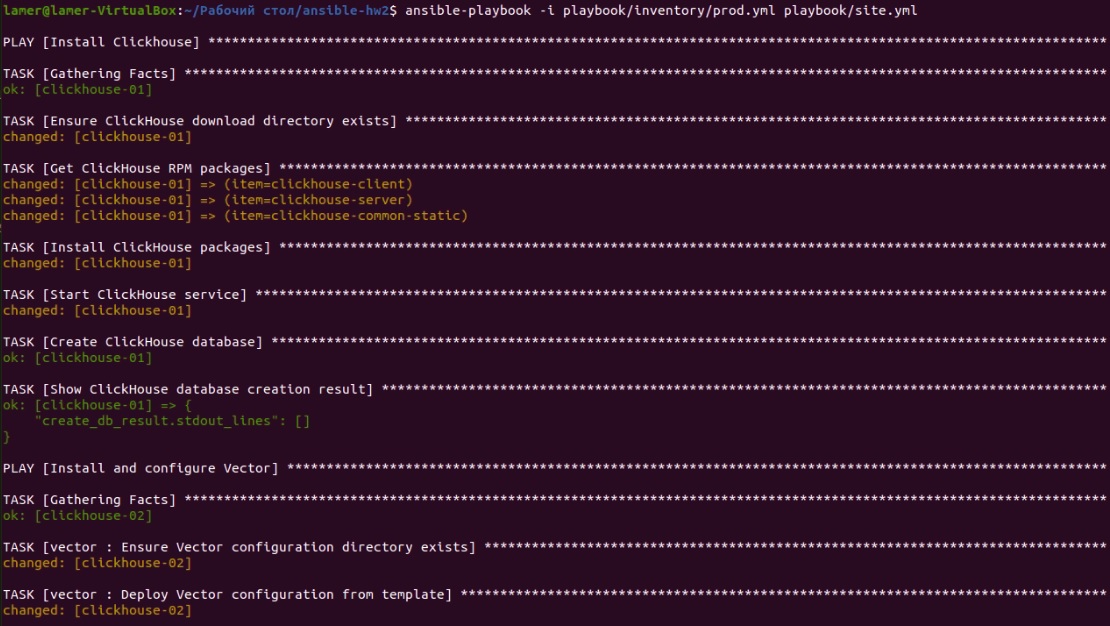 lamer@lamer-VirtualBox:~/Рабочий стол/ansible-hw2$ ansible-playbook -i playbook/inventory/prod.yml playbook/site.yml
PLAY [Install Clickhouse] ******************************************************************************************************************
TASK [Gathering Facts] *********************************************************************************************************************
ok: [clickhouse-01]
TASK [Ensure ClickHouse download directory exists] *****************************************************************************************
changed: [clickhouse-01]
TASK [Get ClickHouse RPM packages] *********************************************************************************************************
changed: [clickhouse-01] => (item=clickhouse-client)
changed: [clickhouse-01] => (item=clickhouse-server)
changed: [clickhouse-01] => (item=clickhouse-common-static)
TASK [Install ClickHouse packages] *********************************************************************************************************
changed: [clickhouse-01]
TASK [Start ClickHouse service] ************************************************************************************************************
changed: [clickhouse-01]
TASK [Create ClickHouse database] **********************************************************************************************************
ok: [clickhouse-01]
TASK [Show ClickHouse database creation result] ********************************************************************************************
ok: [clickhouse-01] => {
    "create_db_result.stdout_lines": []
}
PLAY [Install and configure Vector] ********************************************************************************************************
TASK [Gathering Facts] *********************************************************************************************************************
ok: [clickhouse-02]
TASK [vector : Ensure Vector configuration directory exists] *******************************************************************************
changed: [clickhouse-02]
TASK [vector : Deploy Vector configuration from template] **********************************************************************************
changed: [clickhouse-02]